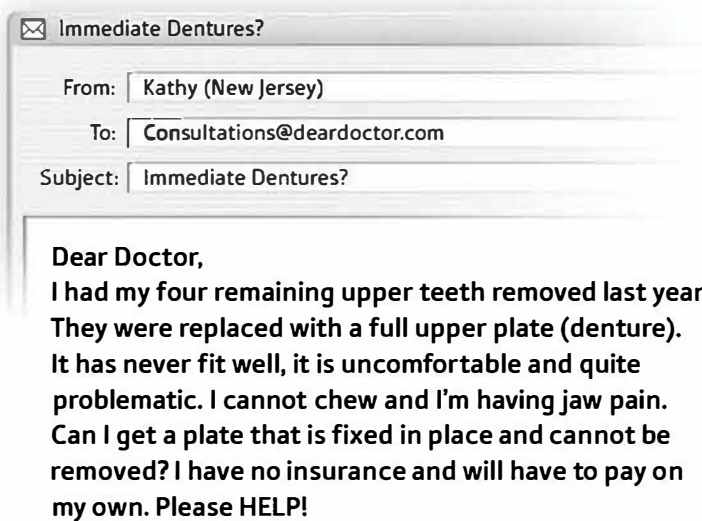 Immediate Dentures?
From: Kathy (New Jersey)
To: Consultations@deardoctor.com
Subject: Immediate Dentures?
Dear Doctor,
I had my four remaining upper teeth removed last year
They were replaced with a full upper plate (denture).
It has never fit well, it is uncomfortable and quite
problematic. I cannot chew and I'm having jaw pain.
Can I get a plate that is fixed in place and cannot be
removed? I have no insurance and will have to pay on
my own. Please HELP!